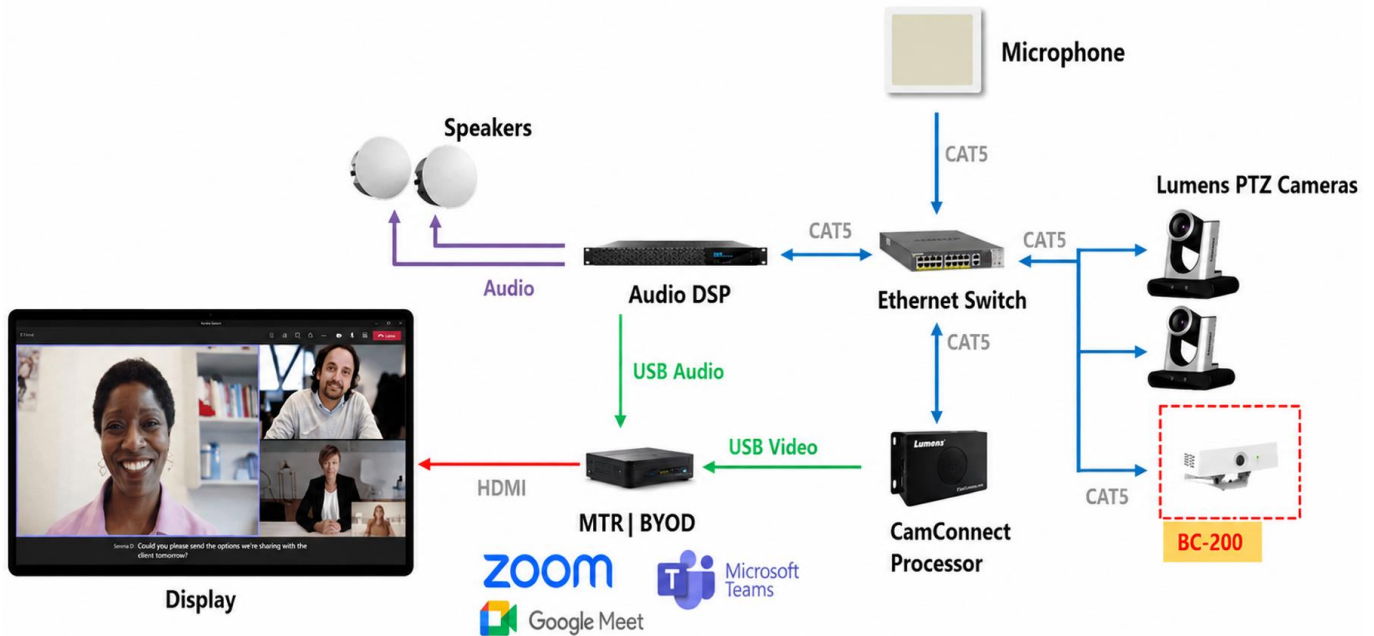 Microphone
CAT5
Speakers
Lumens PTZ Cameras
CAT5
CAT5
Audio
Audio DSP
Ethernet Switch
CAT5
USB Audio
Lumens
USB Video
HDMI
CAT5
MTR | BYOD
CamConnect
Processor
BC-200
Could you please send the options we're sharing with the
client tomorrow?
Display
zoom
Microsoft
Teams
Google Meet